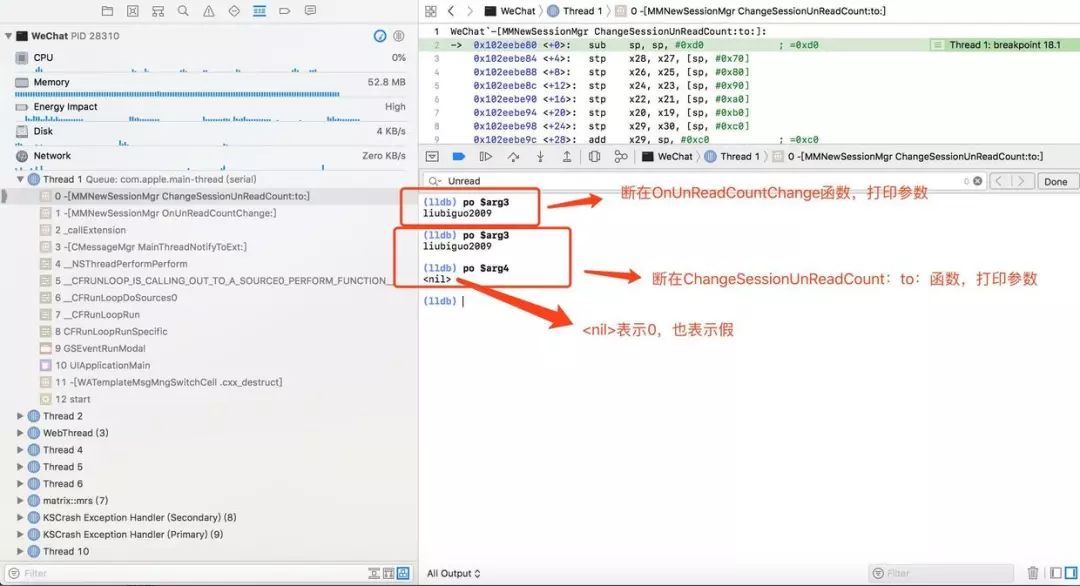 WeChat PID 28310
CPU 0%
Memory 52.8 MB
Energy Impact High
Disk 4 KB/s
Network Zero KB/s
Thread 1 Queue: com.apple.main-thread (serial)
0 -[MMNewSessionMgr ChangeSessionUnReadCount:to:]
1 -[MMNewSessionMgr OnUnReadCountChange:]
2 _callExtension
3 -[CMessageMgr MainThreadNotifyToExt:]
4 __NSThreadPerformPerform
5 __CFRUNLOOP_IS_CALLING_OUT_TO_A_SOURCE0_PERFORM_FUNCTION__
6 __CFRunLoopDoSources0
7 __CFRunLoopRun
8 CFRunLoopRunSpecific
9 GSEventRunModal
10 UIApplicationMain
11 -[WATemplateMsgMngSwitchCell .cxx_destruct]
12 start
Thread 2
WebThread (3)
Thread 4
Thread 5
Thread 6
matrix::mrs (7)
KSCrash Exception Handler (Secondary) (8)
KSCrash Exception Handler (Primary) (9)
Thread 10
Filter
WeChat Thread 1 0 -[MMNewSessionMgr ChangeSessionUnReadCount:to:]
1 WeChat`-[MMNewSessionMgr ChangeSessionUnReadCount:to:]:
2 -> 0x102eebe80 <+0>: sub sp, sp, #0xd0 ; =0xd0 Thread 1: breakpoint 18.1
3 0x102eebe84 <+4>: stp x28, x27, [sp, #0x70]
4 0x102eebe88 <+8>: stp x26, x25, [sp, #0x80]
5 0x102eebe8c <+12>: stp x24, x23, [sp, #0x90]
6 0x102eebe90 <+16>: stp x22, x21, [sp, #0xa0]
7 0x102eebe94 <+20>: stp x20, x19, [sp, #0xb0]
8 0x102eebe98 <+24>: stp x29, x30, [sp, #0xc0]
9 0x102eebe9c <+28>: add x29, sp, #0xc0 ; =0xc0
WeChat Thread 1 0 -[MMNewSessionMgr ChangeSessionUnReadCount:to:]
Unread 0 Done
(lldb) po $arg3
liubiguo2009
断在OnUnReadCountChange函数，打印参数
(lldb) po $arg3
liubiguo2009
(lldb) po $arg4
<nil>
断在ChangeSessionUnReadCount：to：函数，打印参数
(lldb)
<nil>表示0，也表示假
All Output
Filter